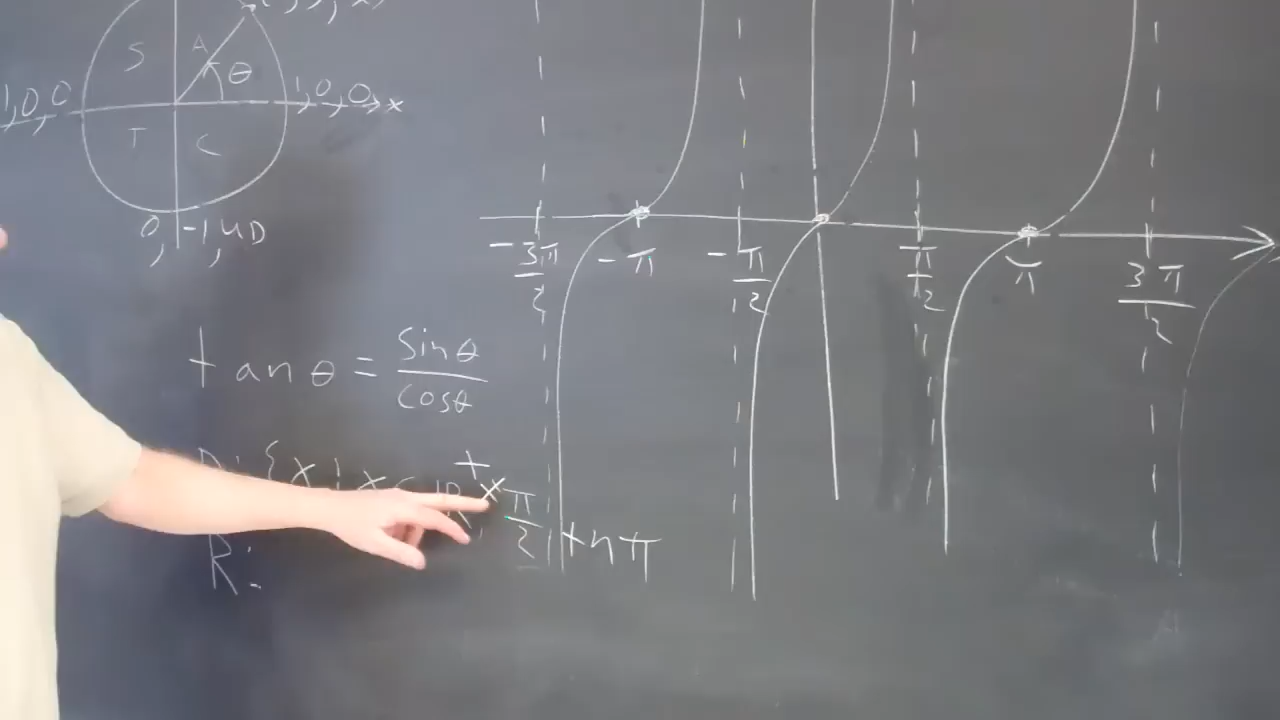 S A θ
1,0,0 1,0,0 x
T C
0,-1,UD
-3π/2 -π -π/2 π/2 π 3π/2
tan θ = sinθ/cosθ
D: {x | x ∈ ℝ, x π/2 + nπ
R: